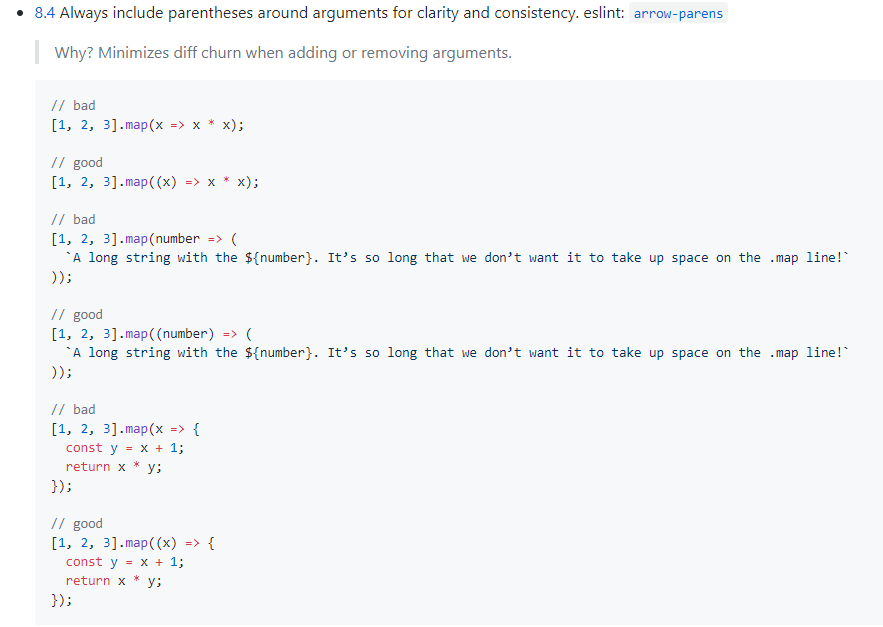 8.4 Always include parentheses around arguments for clarity and consistency. eslint: arrow-parens
Why? Minimizes diff churn when adding or removing arguments.
// bad
[1, 2, 3].map(x => x * x);
// good
[1, 2, 3].map((x) => x * x);
// bad
[1, 2, 3].map(number => (
  `A long string with the ${number}. It’s so long that we don’t want it to take up space on the .map line!`
));
// good
[1, 2, 3].map((number) => (
  `A long string with the ${number}. It’s so long that we don’t want it to take up space on the .map line!`
));
// bad
[1, 2, 3].map(x => {
  const y = x + 1;
  return x * y;
});
// good
[1, 2, 3].map((x) => {
  const y = x + 1;
  return x * y;
});